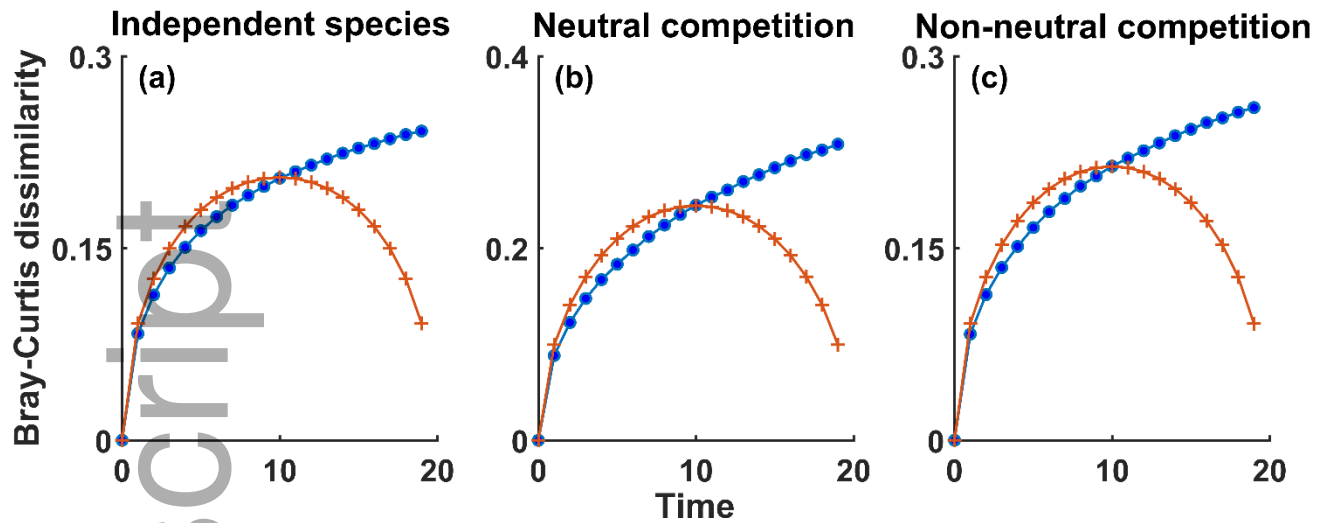 Independent species
Neutral competition
Non-neutral competition
Bray-Curtis dissimilarity
0.3
0.15
0
(a)
0 10 20
0.4
0.2
0
(b)
0 10 20
0.3
0.15
0
(c)
0 10 20
Time
script